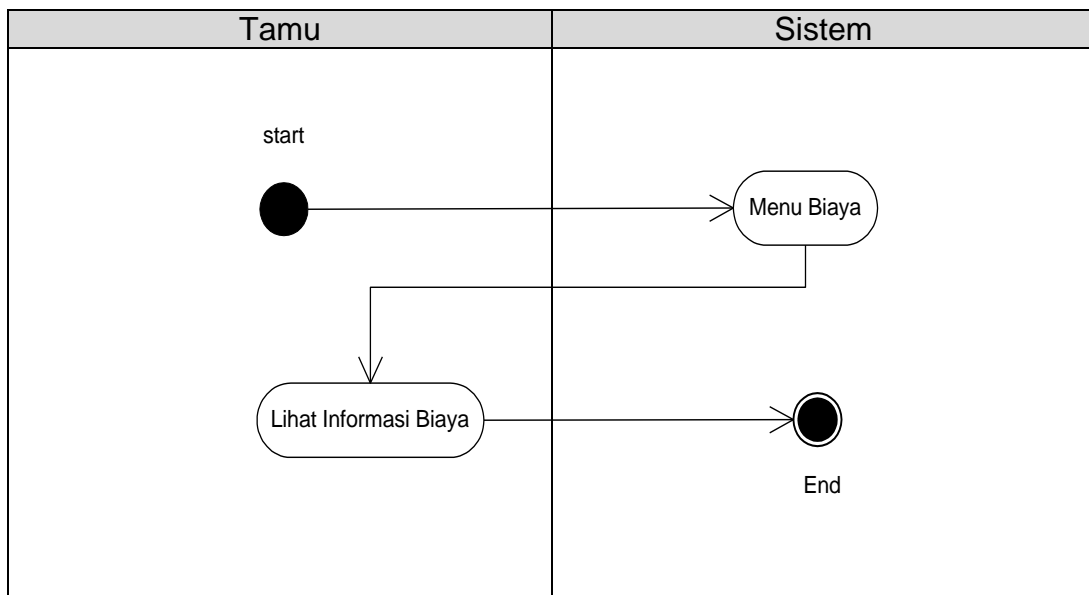 Tamu
Sistem
start
Menu Biaya
Lihat Informasi Biaya
End